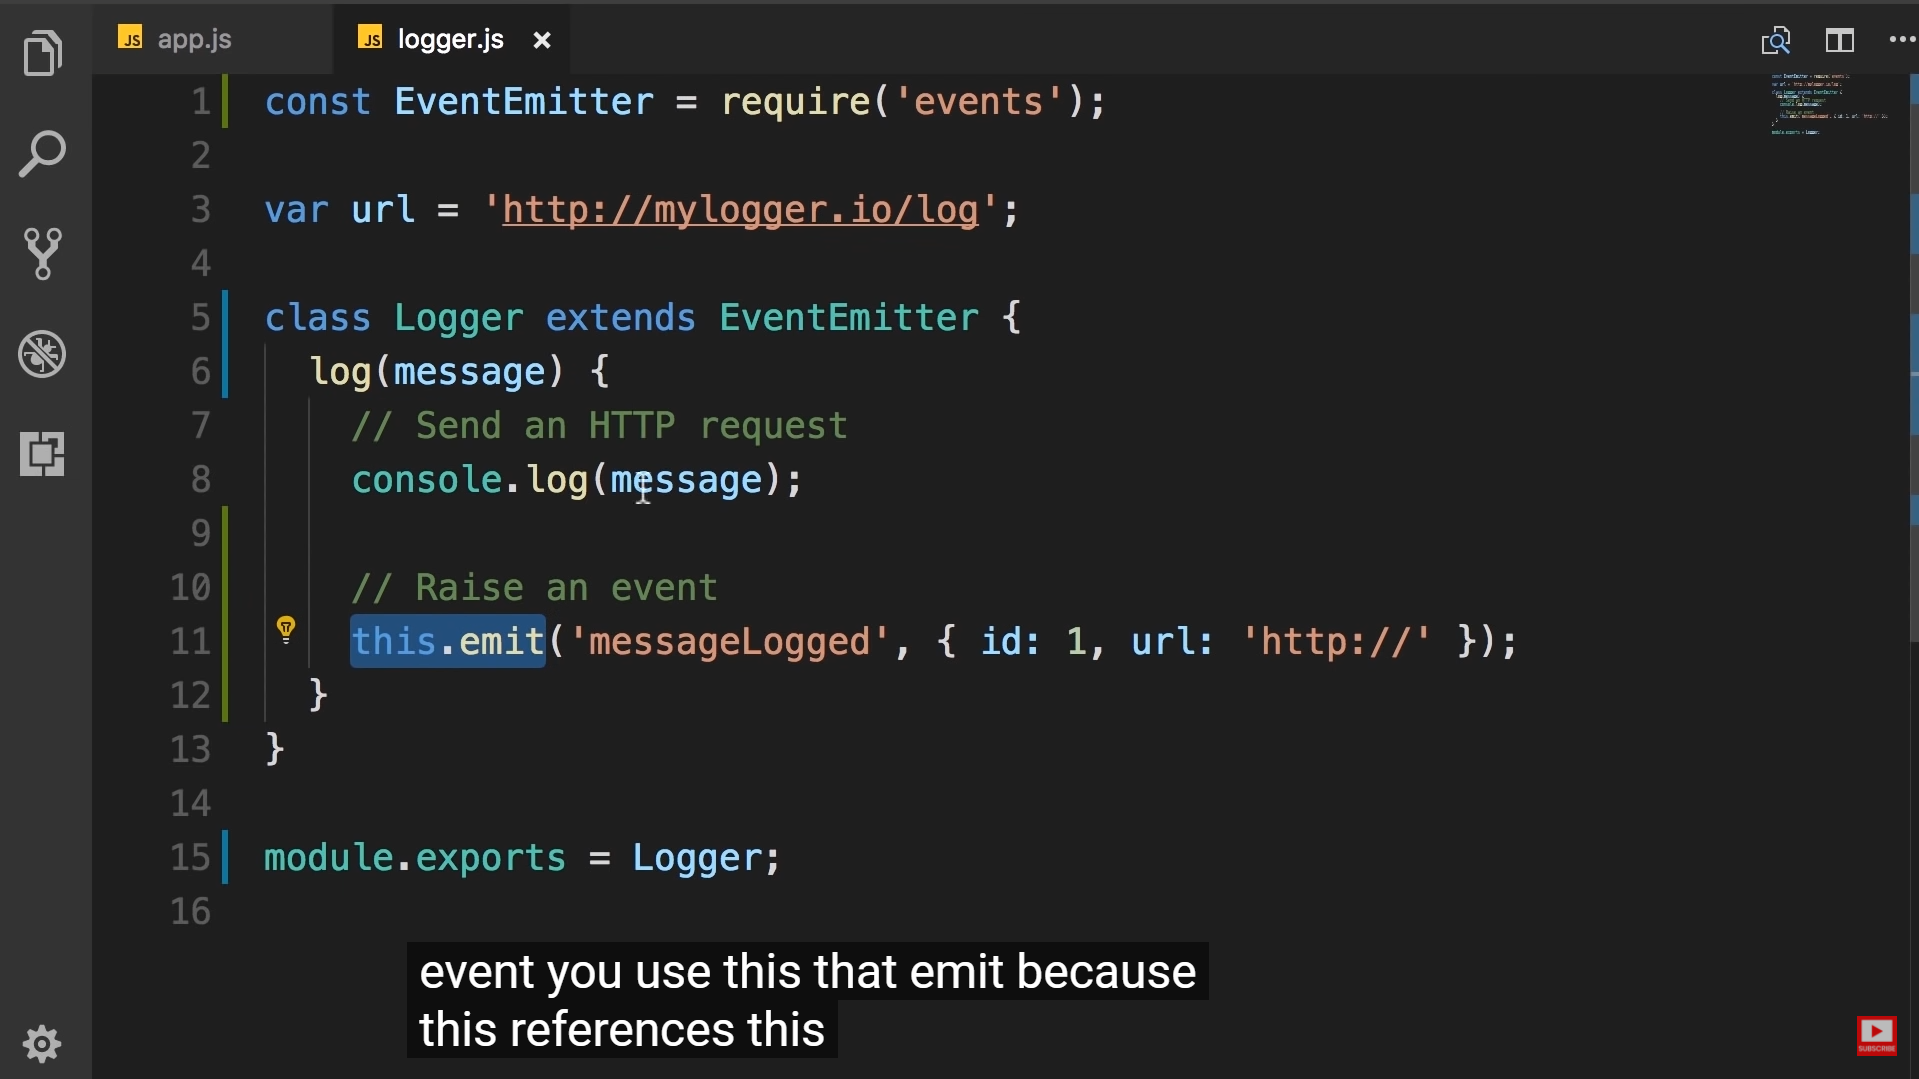 app.js
logger.js
1 const EventEmitter = require('events');
2
3 var url = 'http://mylogger.io/log';
4
5 class Logger extends EventEmitter {
6 log(message) {
7 // Send an HTTP request
8 console.log(message);
9
10 // Raise an event
11 this.emit('messageLogged', { id: 1, url: 'http://' });
12 }
13 }
14
15 module.exports = Logger;
16
event you use this that emit because
this references this
SUBSCRIBE